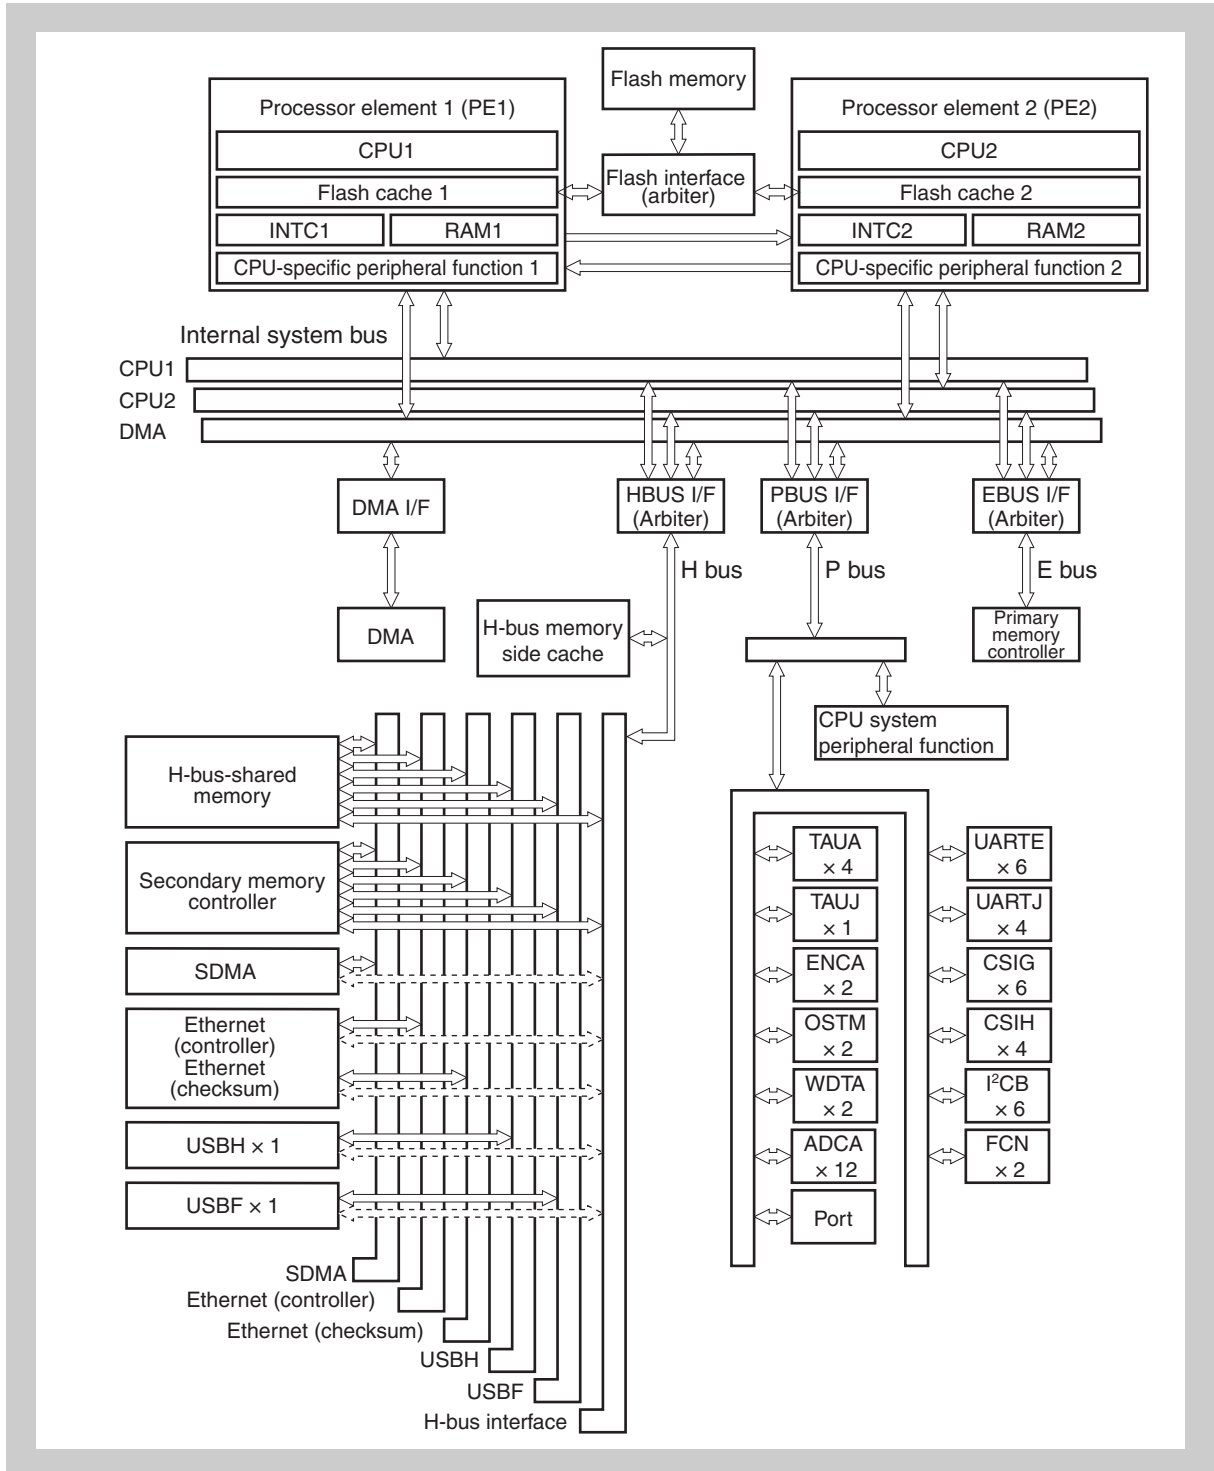 Flash memory
Processor element 1 (PE1)
Processor element 2 (PE2)
CPU1
CPU2
Flash interface
(arbiter)
Flash cache 1
Flash cache 2
INTC1
RAM1
INTC2
RAM2
CPU-specific peripheral function 1
CPU-specific peripheral function 2
Internal system bus
CPU1
CPU2
DMA
DMA I/F
HBUS I/F
(Arbiter)
PBUS I/F
(Arbiter)
EBUS I/F
(Arbiter)
H bus
P bus
E bus
DMA
H-bus memory
side cache
Primary
memory
controller
CPU system
peripheral function
H-bus-shared
memory
Secondary memory
controller
SDMA
Ethernet
(controller)
Ethernet
(checksum)
USBH × 1
USBF × 1
TAUA
× 4
UARTE
× 6
TAUJ
× 1
UARTJ
× 4
ENCA
× 2
CSIG
× 6
OSTM
× 2
CSIH
× 4
WDTA
× 2
I²CB
× 6
ADCA
× 12
FCN
× 2
Port
SDMA
Ethernet (controller)
Ethernet (checksum)
USBH
USBF
H-bus interface